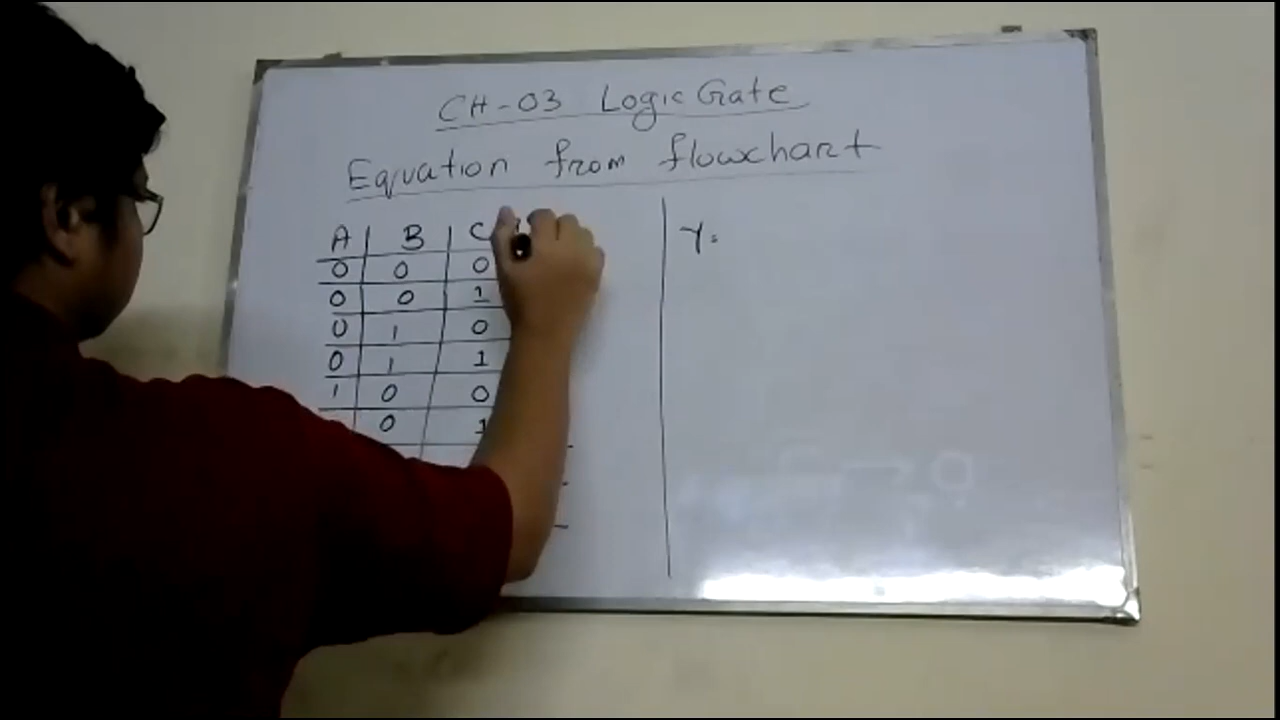 CH-03 Logic Gate
Equation from flowchart
A B C
0 0 0
0 0 1
0 1 0
0 1 1
1 0 0
0 1
Y=